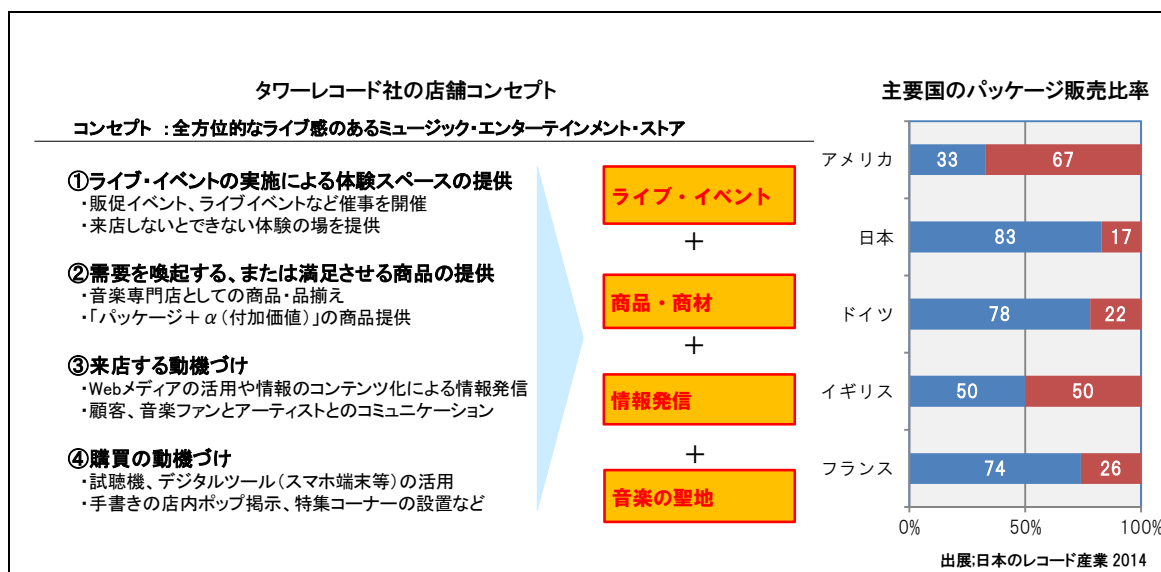 タワーレコード社の店舗コンセプト
コンセプト ：全方位的なライブ感のあるミュージック・エンターテインメント・ストア
①ライブ・イベントの実施による体験スペースの提供
・販促イベント、ライブイベントなど催事を開催
・来店しないとできない体験の場を提供
②需要を喚起する、または満足させる商品の提供
・音楽専門店としての商品・品揃え
・「パッケージ＋α（付加価値）」の商品提供
③来店する動機づけ
・Webメディアの活用や情報のコンテンツ化による情報発信
・顧客、音楽ファンとアーティストとのコミュニケーション
④購買の動機づけ
・試聴機、デジタルツール（スマホ端末等）の活用
・手書きの店内ポップ掲示、特集コーナーの設置など
ライブ・イベント
＋
商品・商材
＋
情報発信
＋
音楽の聖地
主要国のパッケージ販売比率
アメリカ 33 67
日本 83 17
ドイツ 78 22
イギリス 50 50
フランス 74 26
0% 50% 100%
出展;日本のレコード産業 2014